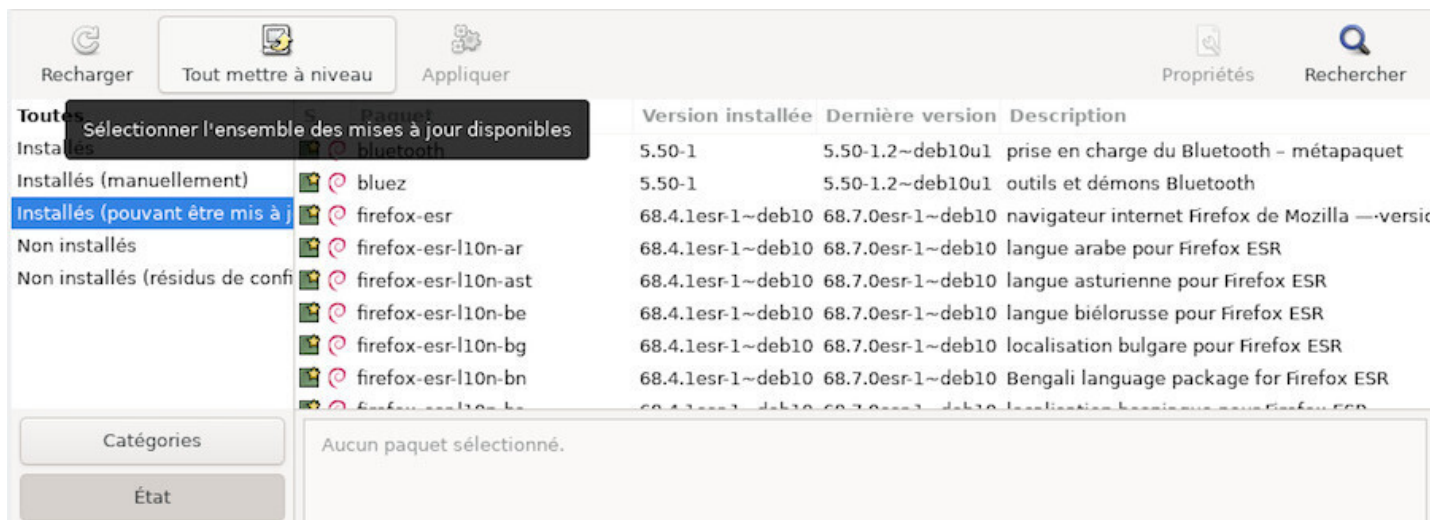 Recharger Tout mettre à niveau Appliquer Propriétés Rechercher
Toutes S Paquet Version installée Dernière version Description
Sélectionner l'ensemble des mises à jour disponibles
Installés bluetooth 5.50-1 5.50-1.2~deb10u1 prise en charge du Bluetooth – métapaquet
Installés (manuellement) bluez 5.50-1 5.50-1.2~deb10u1 outils et démons Bluetooth
Installés (pouvant être mis à j firefox-esr 68.4.1esr-1~deb10 68.7.0esr-1~deb10 navigateur internet Firefox de Mozilla —·versio
Non installés firefox-esr-l10n-ar 68.4.1esr-1~deb10 68.7.0esr-1~deb10 langue arabe pour Firefox ESR
Non installés (résidus de confi firefox-esr-l10n-ast 68.4.1esr-1~deb10 68.7.0esr-1~deb10 langue asturienne pour Firefox ESR
firefox-esr-l10n-be 68.4.1esr-1~deb10 68.7.0esr-1~deb10 langue biélorusse pour Firefox ESR
firefox-esr-l10n-bg 68.4.1esr-1~deb10 68.7.0esr-1~deb10 localisation bulgare pour Firefox ESR
firefox-esr-l10n-bn 68.4.1esr-1~deb10 68.7.0esr-1~deb10 Bengali language package for Firefox ESR
Catégories
Aucun paquet sélectionné.
État